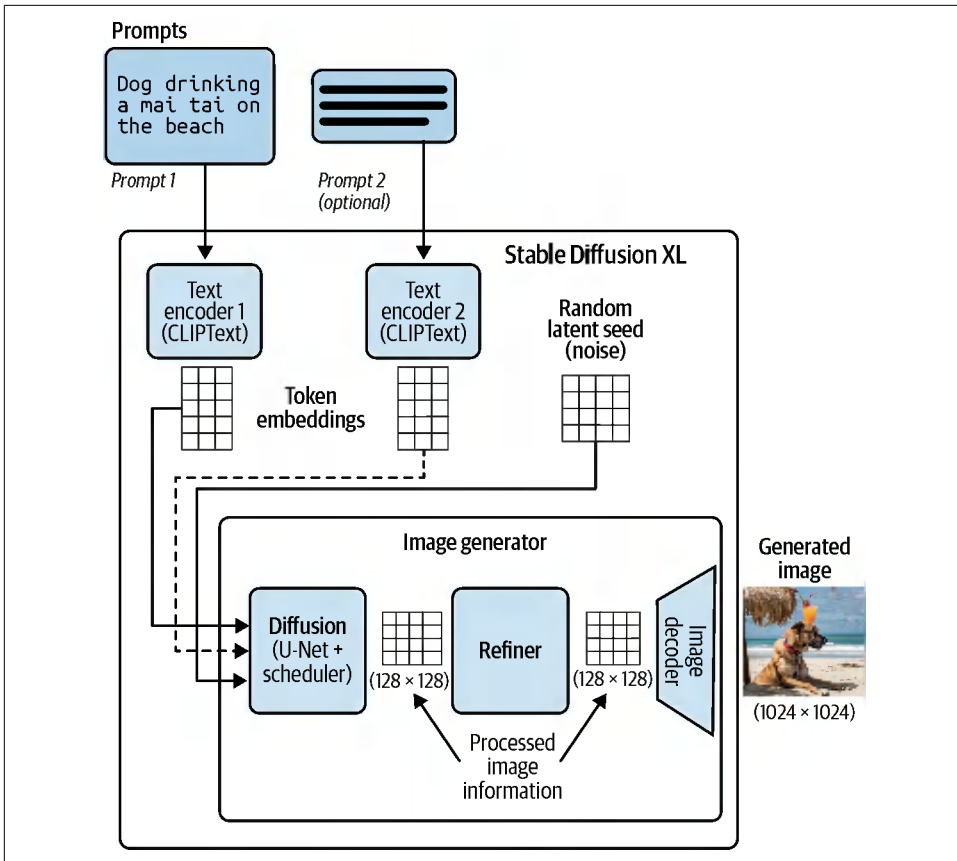 Prompts
Dog drinking
a mai tai on
the beach
Prompt 1
Prompt 2
(optional)
Stable Diffusion XL
Text
encoder 1
(CLIPText)
Text
encoder 2
(CLIPText)
Random
latent seed
(noise)
Token
embeddings
Image generator
Diffusion
(U-Net +
scheduler)
(128 × 128)
Refiner
(128 × 128)
Image
decoder
Processed
image
information
Generated
image
(1024 × 1024)